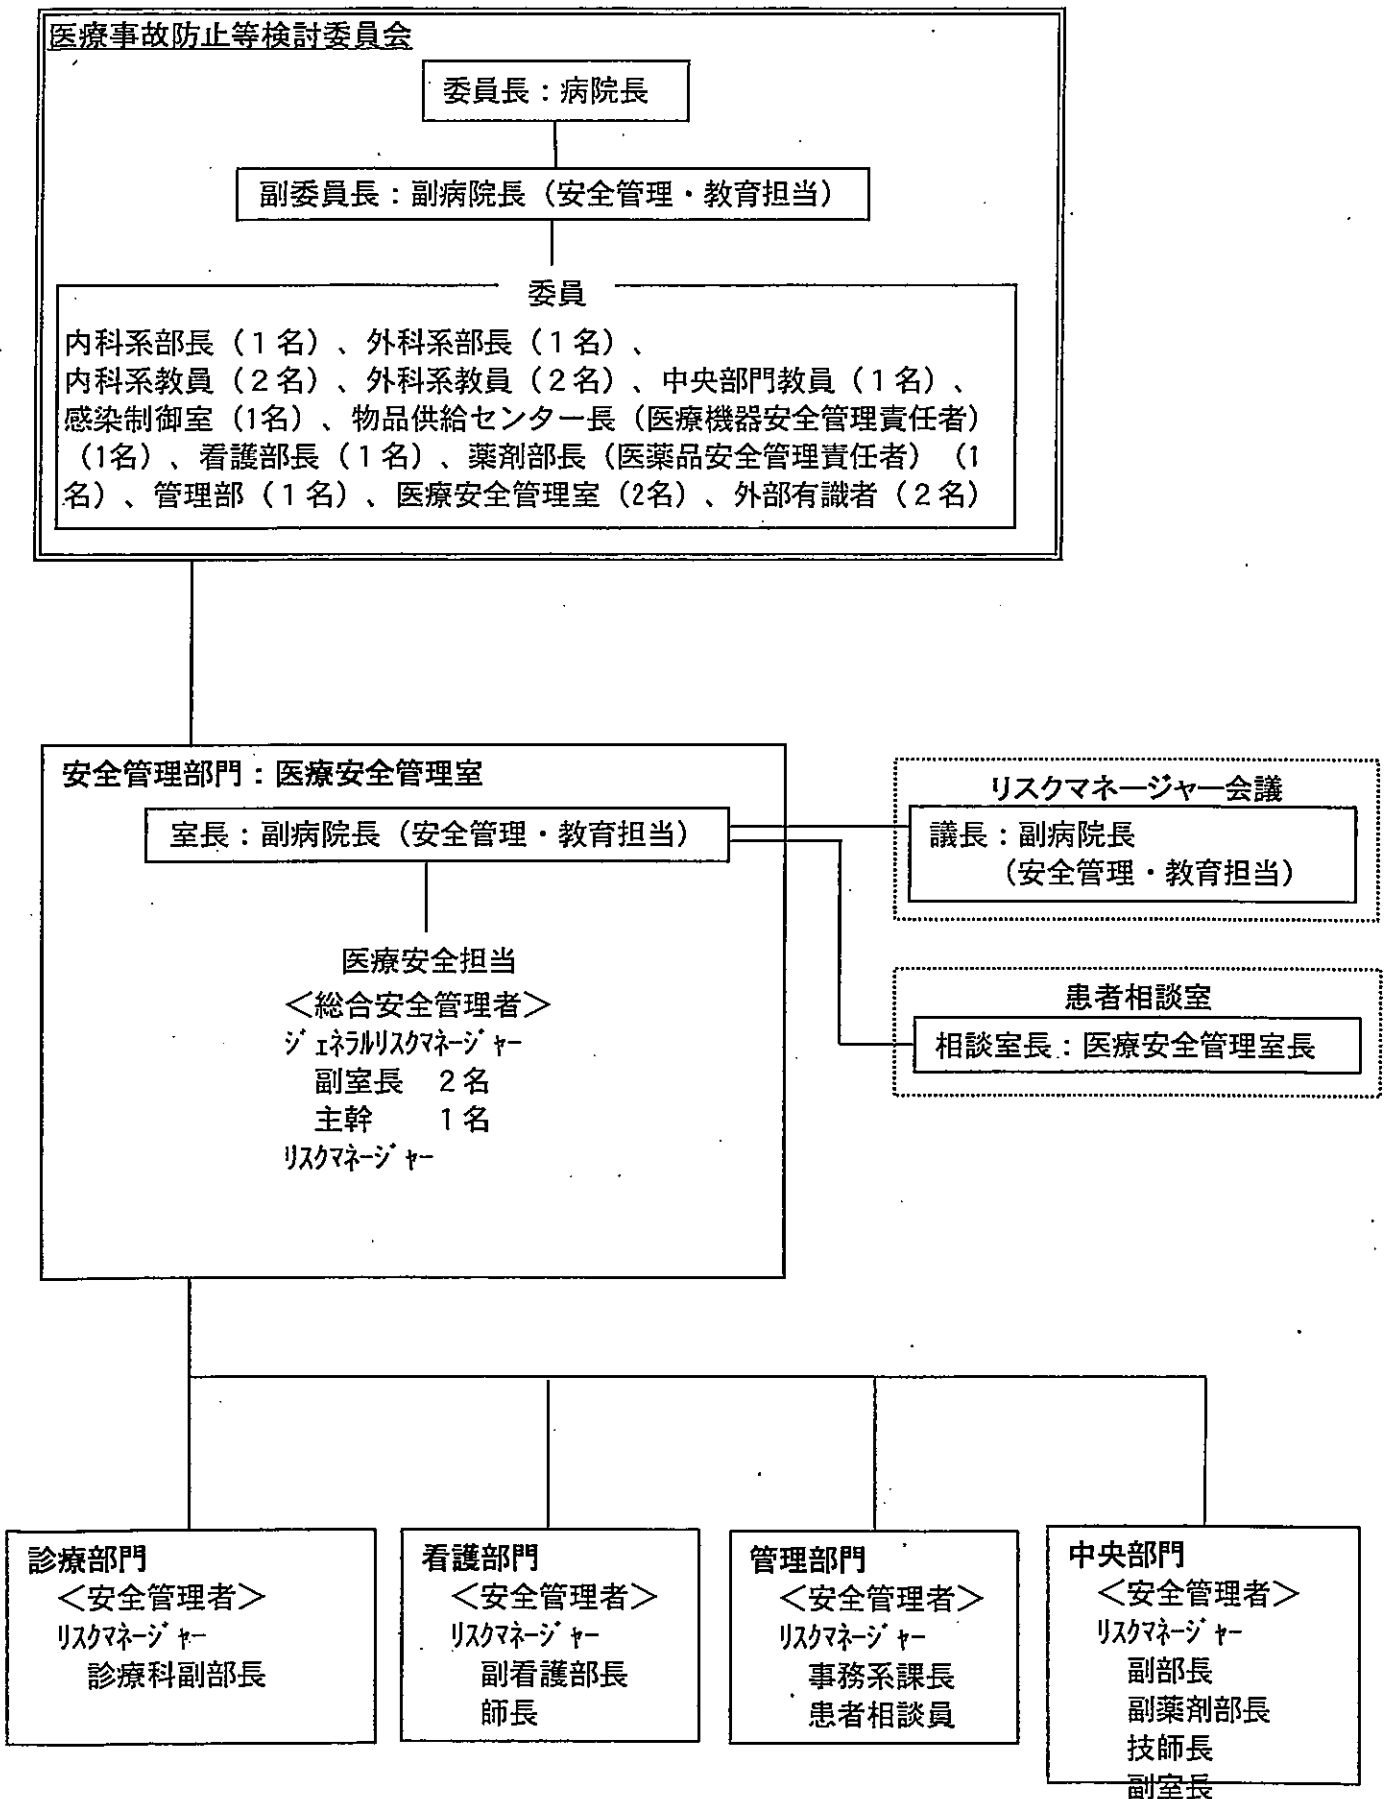 医療事故防止等検討委員会
委員長：病院長
副委員長：副病院長（安全管理・教育担当）
委員
内科系部長（１名）、外科系部長（１名）、
内科系教員（２名）、外科系教員（２名）、中央部門教員（１名）、
感染制御室（1名）、物品供給センター長（医療機器安全管理責任者）
（1名）、看護部長（１名）、薬剤部長（医薬品安全管理責任者）（1
名）、管理部（１名）、医療安全管理室（2名）、外部有識者（２名）
安全管理部門：医療安全管理室
室長：副病院長（安全管理・教育担当）
医療安全担当
＜総合安全管理者＞
ｼﾞｪﾈﾗﾙﾘｽｸﾏﾈｰｼﾞｬｰ
副室長　２名
主幹　　１名
ﾘｽｸﾏﾈｰｼﾞｬｰ
リスクマネージャー会議
議長：副病院長
（安全管理・教育担当）
患者相談室
相談室長：医療安全管理室長
診療部門
＜安全管理者＞
ﾘｽｸﾏﾈｰｼﾞｬｰ
診療科副部長
看護部門
＜安全管理者＞
ﾘｽｸﾏﾈｰｼﾞｬｰ
副看護部長
師長
管理部門
＜安全管理者＞
ﾘｽｸﾏﾈｰｼﾞｬｰ
事務系課長
患者相談員
中央部門
＜安全管理者＞
ﾘｽｸﾏﾈｰｼﾞｬｰ
副部長
副薬剤部長
技師長
副室長